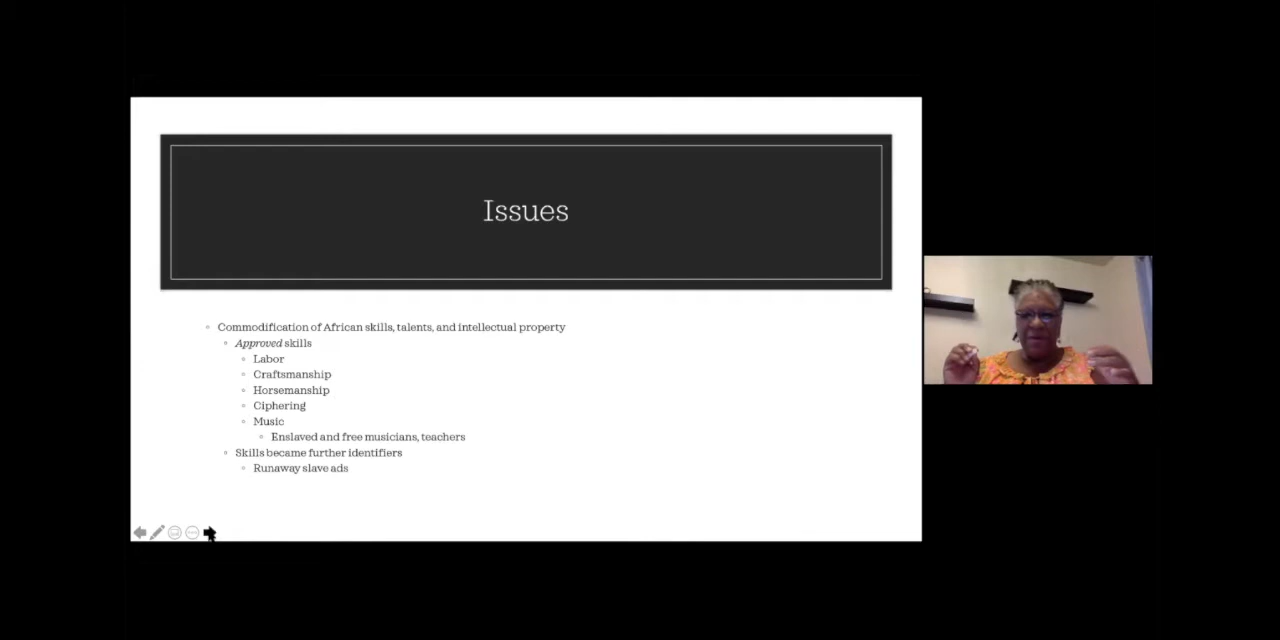 Issues
Commodification of African skills, talents, and intellectual property
Approved skills
Labor
Craftsmanship
Horsemanship
Ciphering
Music
Enslaved and free musicians, teachers
Skills became further identifiers
Runaway slave ads